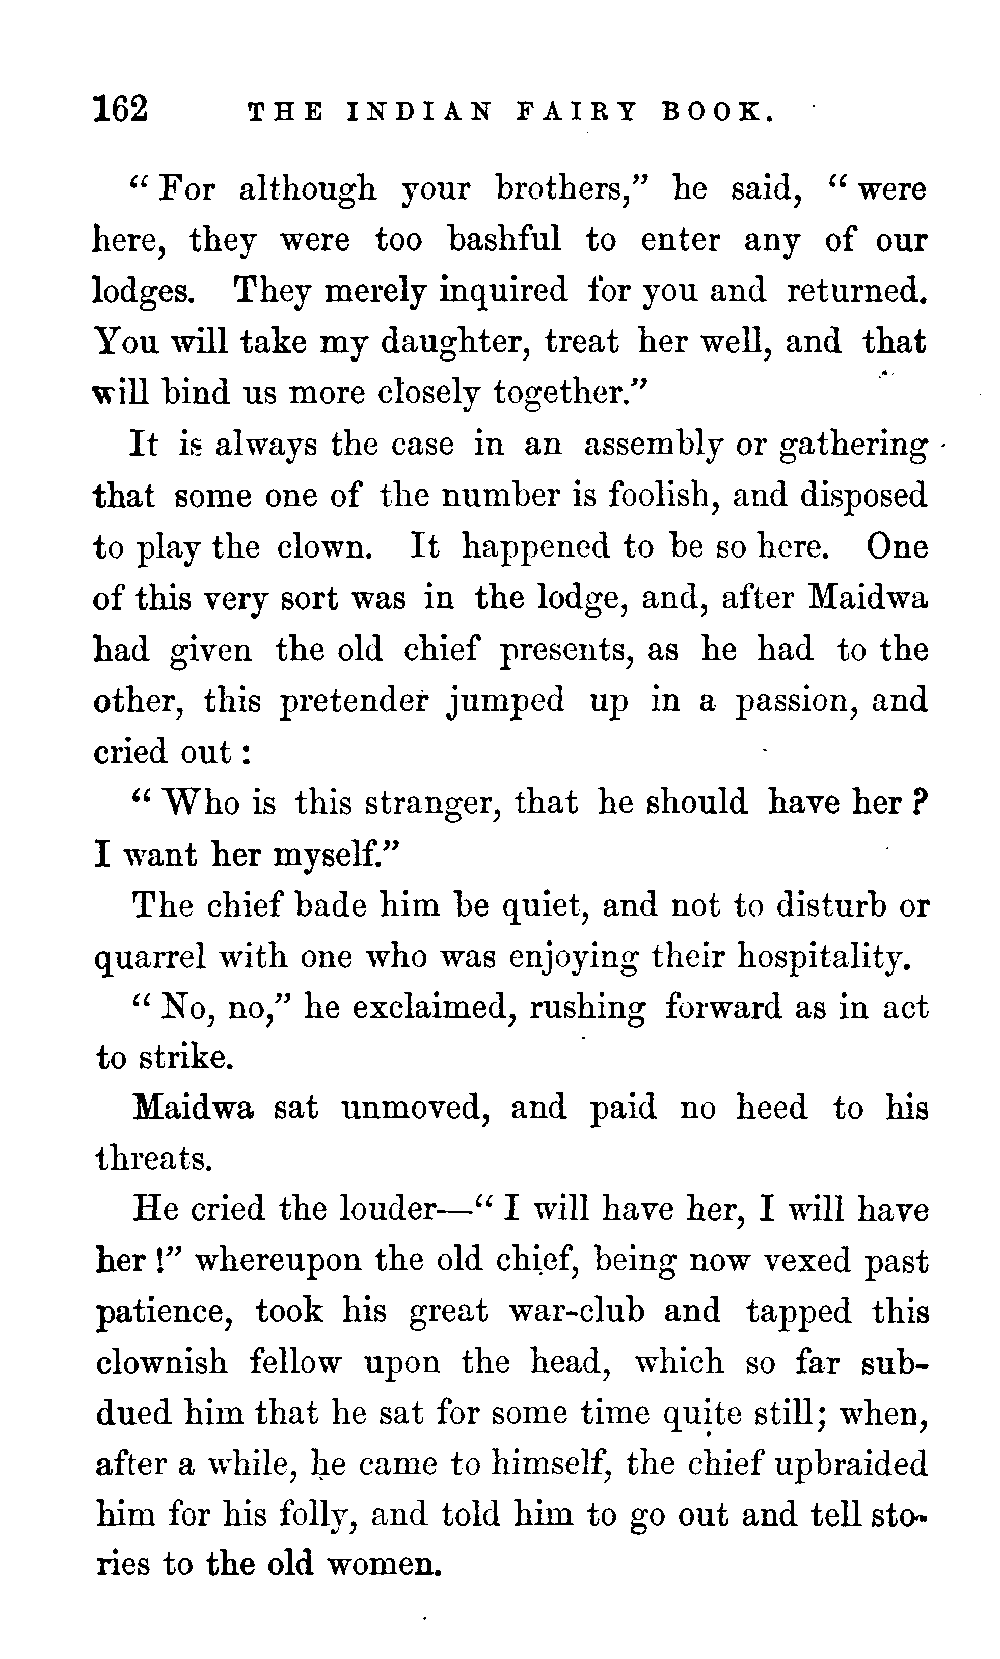 162 THE INDIAN FAIRY BOOK.
“ For although your brothers,” he said, “ were
here, they were too bashful to enter any of our
lodges. They merely inquired for you and returned.
You will take my daughter, treat her well, and that
will bind us more closely together.”
It is always the case in an assembly or gathering
that some one of the number is foolish, and disposed
to play the clown. It happened to be so here. One
of this very sort was in the lodge, and, after Maidwa
had given the old chief presents, as he had to the
other, this pretender jumped up in a passion, and
cried out :
“ Who is this stranger, that he should have her ?
I want her myself.”
The chief bade him be quiet, and not to disturb or
quarrel with one who was enjoying their hospitality.
“ No, no,” he exclaimed, rushing forward as in act
to strike.
Maidwa sat unmoved, and paid no heed to his
threats.
He cried the louder—“ I will have her, I will have
her !” whereupon the old chief, being now vexed past
patience, took his great war-club and tapped this
clownish fellow upon the head, which so far sub-
dued him that he sat for some time quite still; when,
after a while, he came to himself, the chief upbraided
him for his folly, and told him to go out and tell sto-
ries to the old women.